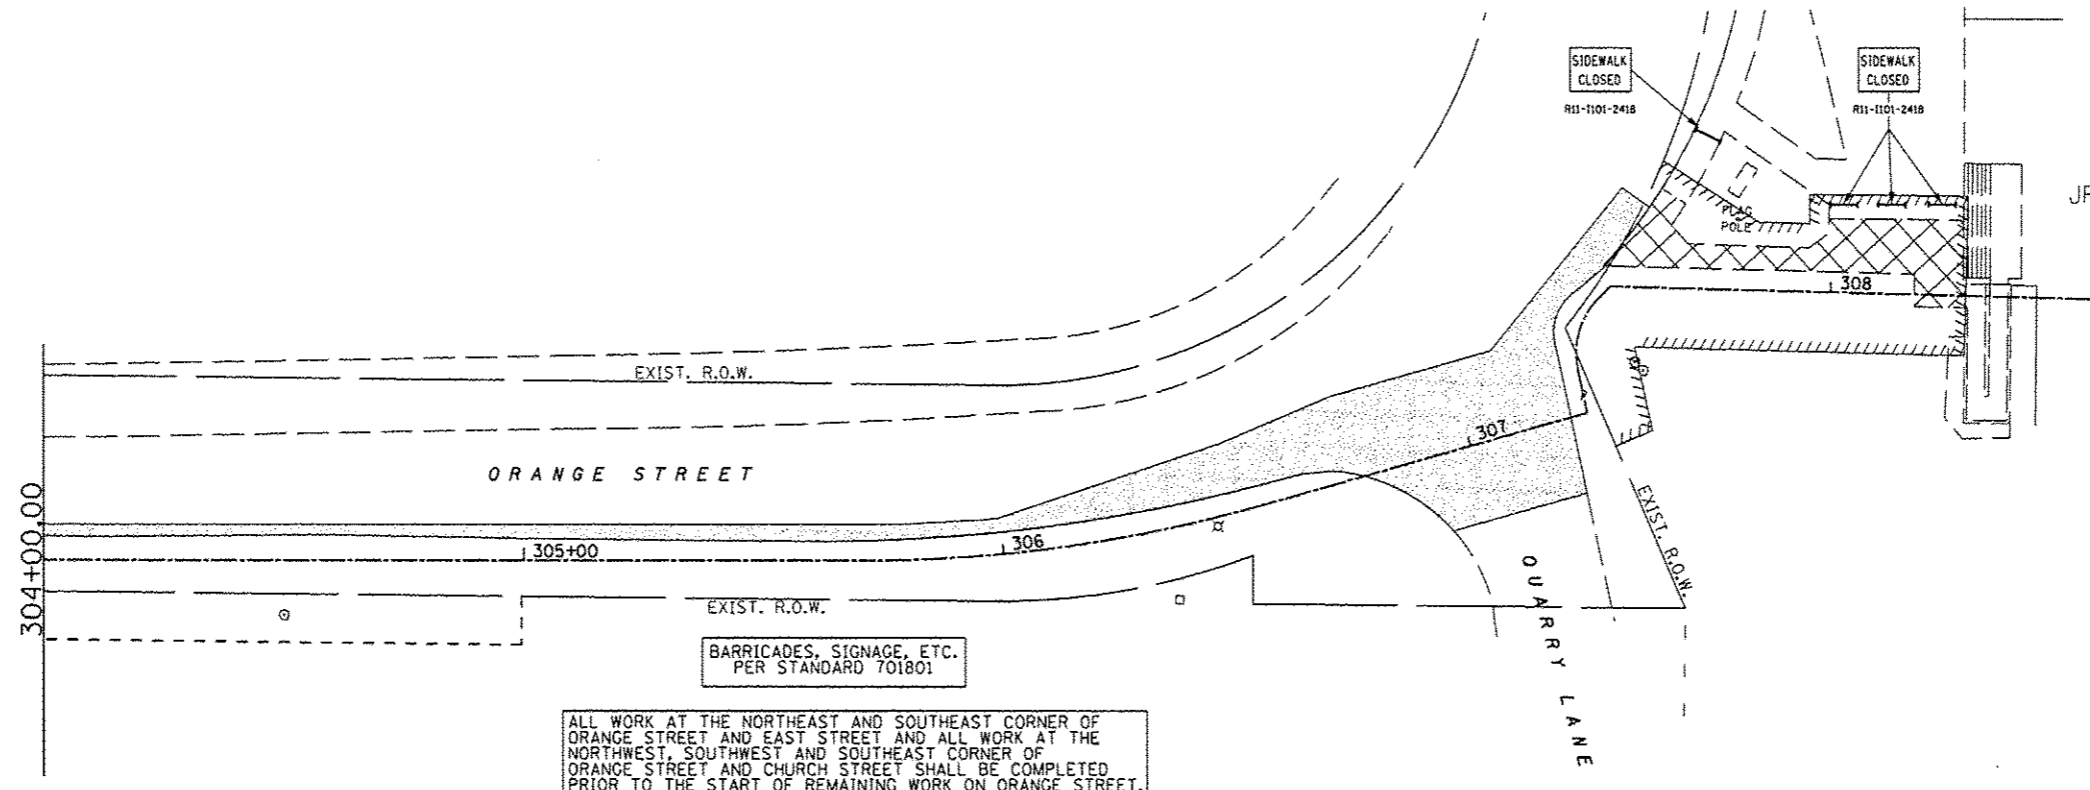 SIDEWALK
CLOSED
R11-1101-2418
SIDEWALK
CLOSED
R11-1101-2418
JP
FLAG
POLE
308
EXIST. R.O.W.
307
ORANGE STREET
304+00.00
305+00
306
EXIST. R.O.W.
EXIST. R.O.W.
QUARRY LANE
BARRICADES, SIGNAGE, ETC.
PER STANDARD 701801
ALL WORK AT THE NORTHEAST AND SOUTHEAST CORNER OF
ORANGE STREET AND EAST STREET AND ALL WORK AT THE
NORTHWEST, SOUTHWEST AND SOUTHEAST CORNER OF
ORANGE STREET AND CHURCH STREET SHALL BE COMPLETED
PRIOR TO THE START OF REMAINING WORK ON ORANGE STREET.